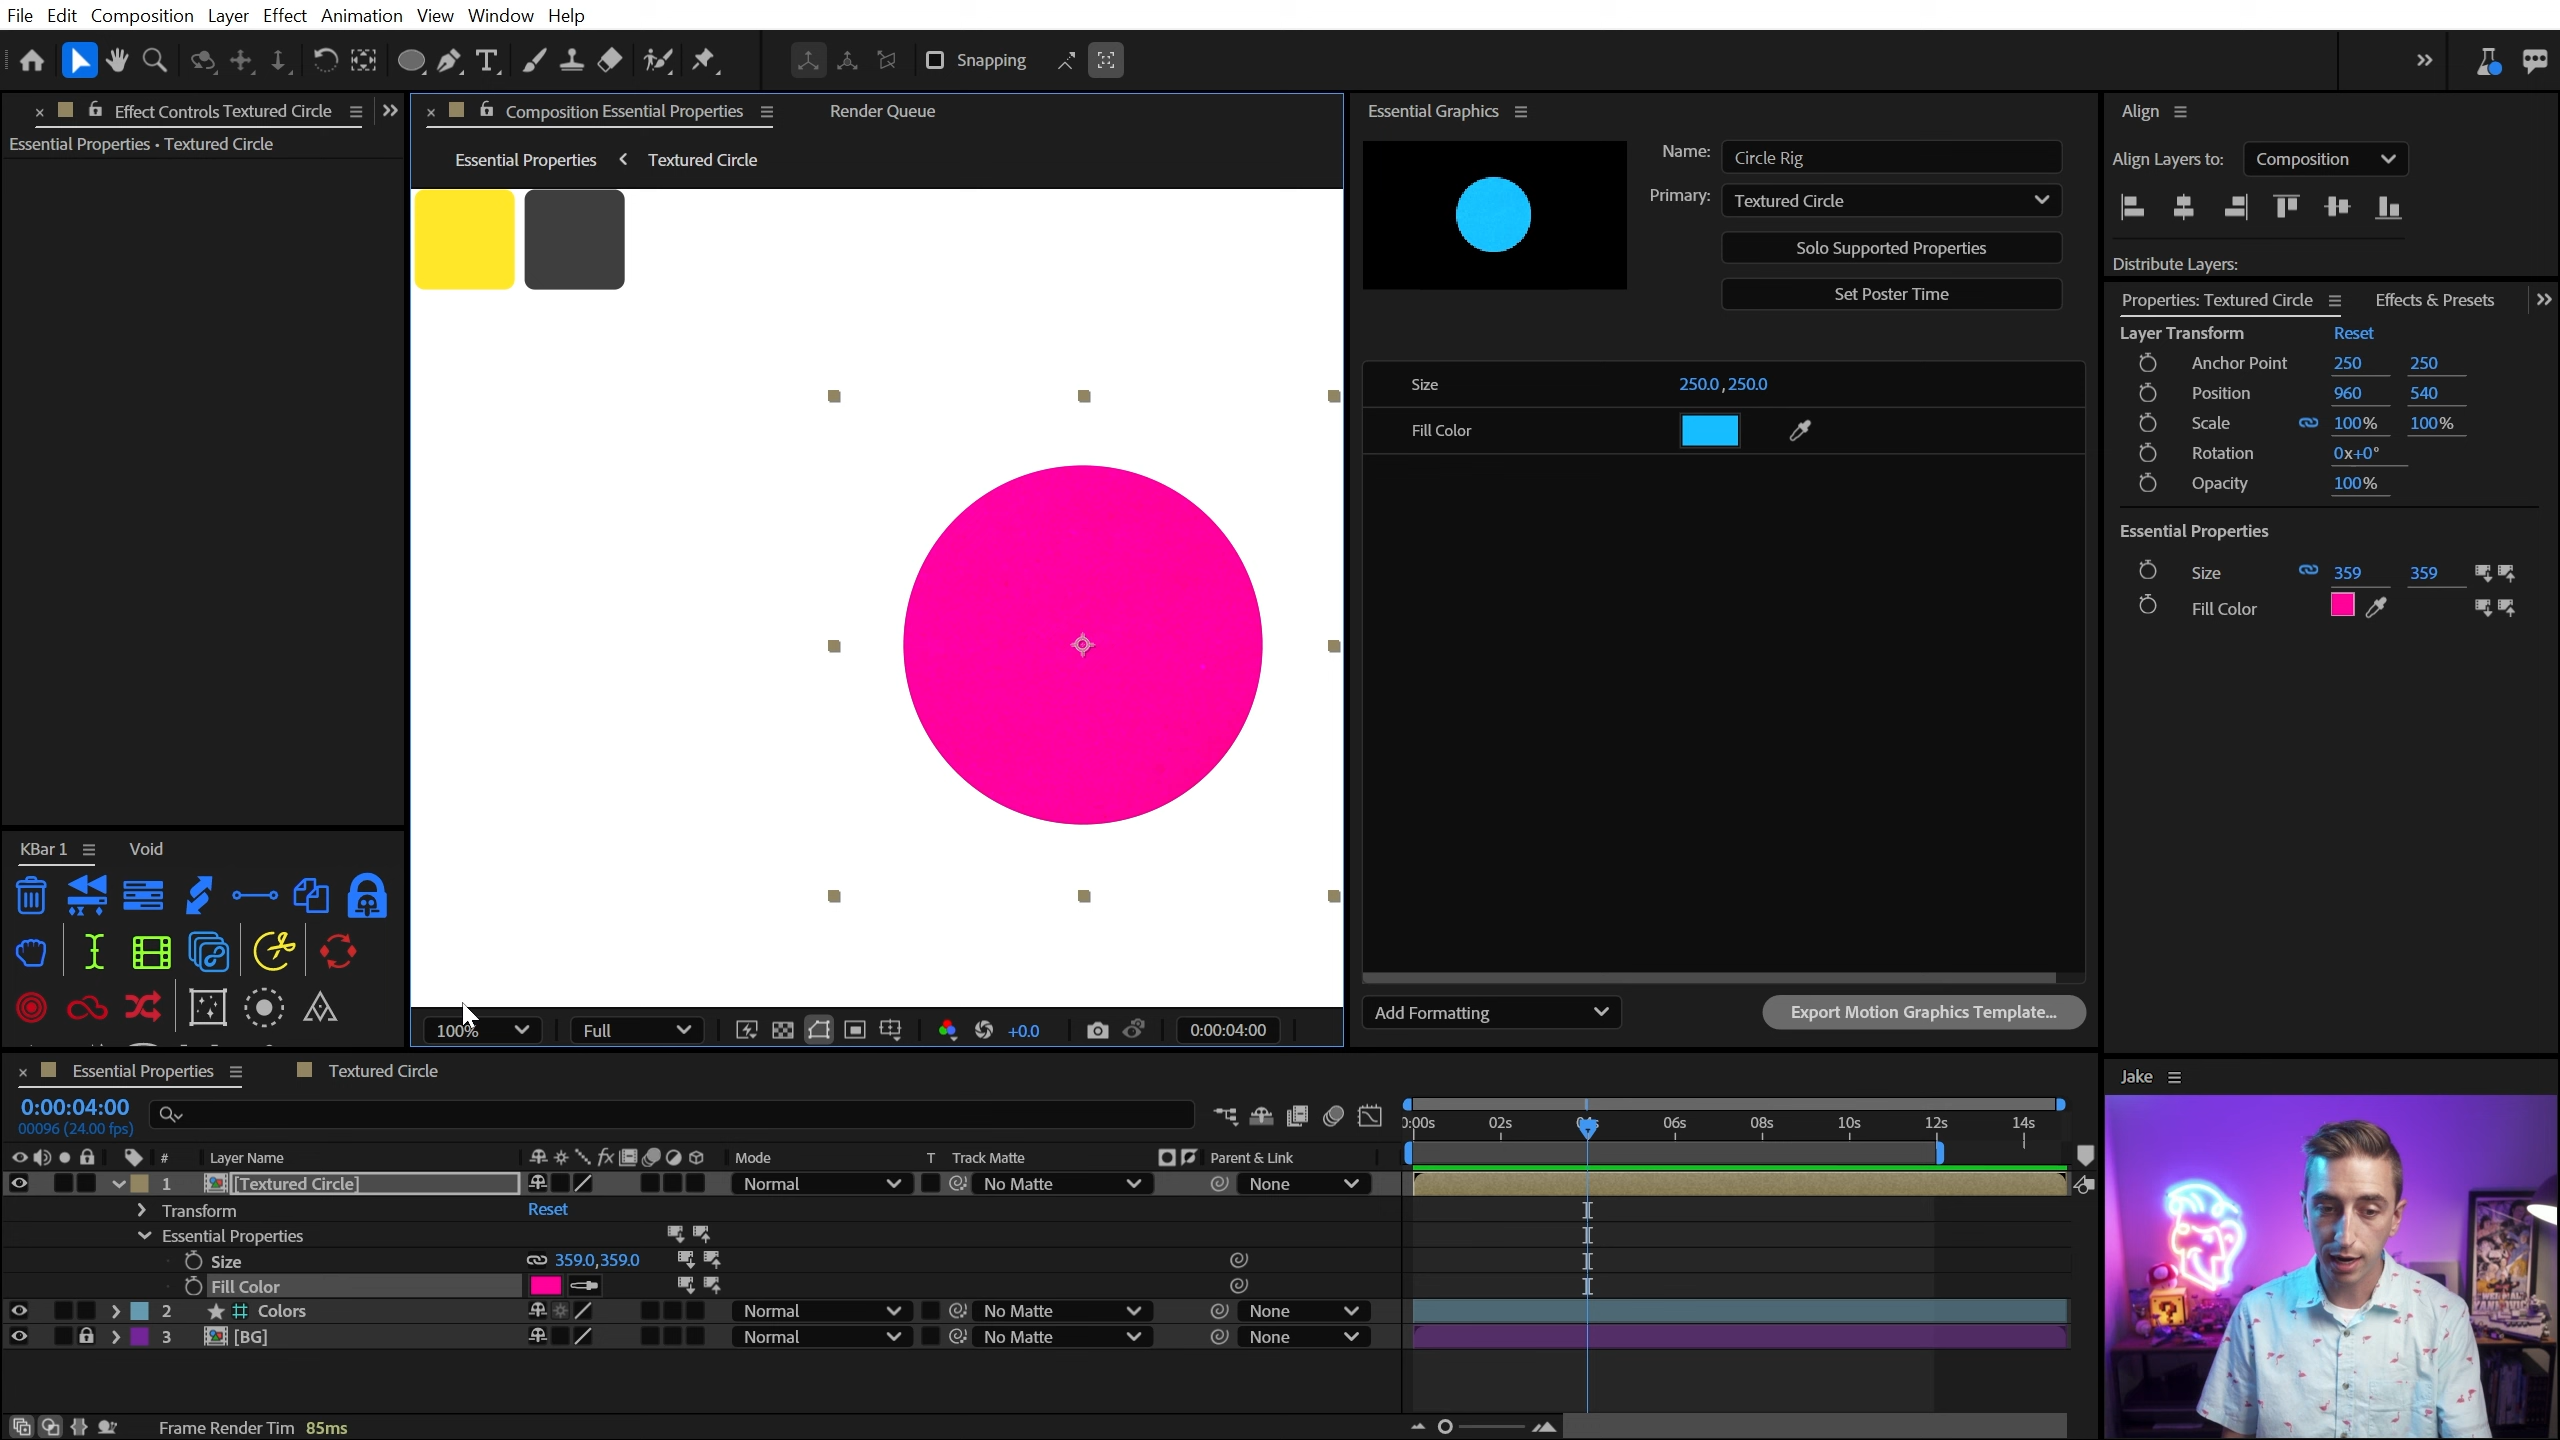 File Edit Composition Layer Effect Animation View Window Help
Snapping
Effect Controls Textured Circle
Essential Properties • Textured Circle
Composition Essential Properties
Render Queue
Essential Properties
Textured Circle
Essential Graphics
Name: Circle Rig
Primary: Textured Circle
Solo Supported Properties
Set Poster Time
Size 250.0, 250.0
Fill Color
Add Formatting
Export Motion Graphics Template...
Align
Align Layers to: Composition
Distribute Layers:
Properties: Textured Circle
Effects & Presets
Layer Transform Reset
Anchor Point 250 250
Position 960 540
Scale 100% 100%
Rotation 0x+0°
Opacity 100%
Essential Properties
Size 359 359
Fill Color
KBar 1
Void
100%
Full
+0.0
0:00:04:00
Essential Properties
Textured Circle
0:00:04:00
00096 (24.00 fps)
# Layer Name Mode T Track Matte Parent & Link
0:00s 02s 06s 08s 10s 12s 14s
1 [Textured Circle] Normal No Matte None
Transform Reset
Essential Properties
Size 359.0,359.0
Fill Color
2 Colors Normal No Matte None
3 [BG] Normal No Matte None
Frame Render Tim 85ms
Jake